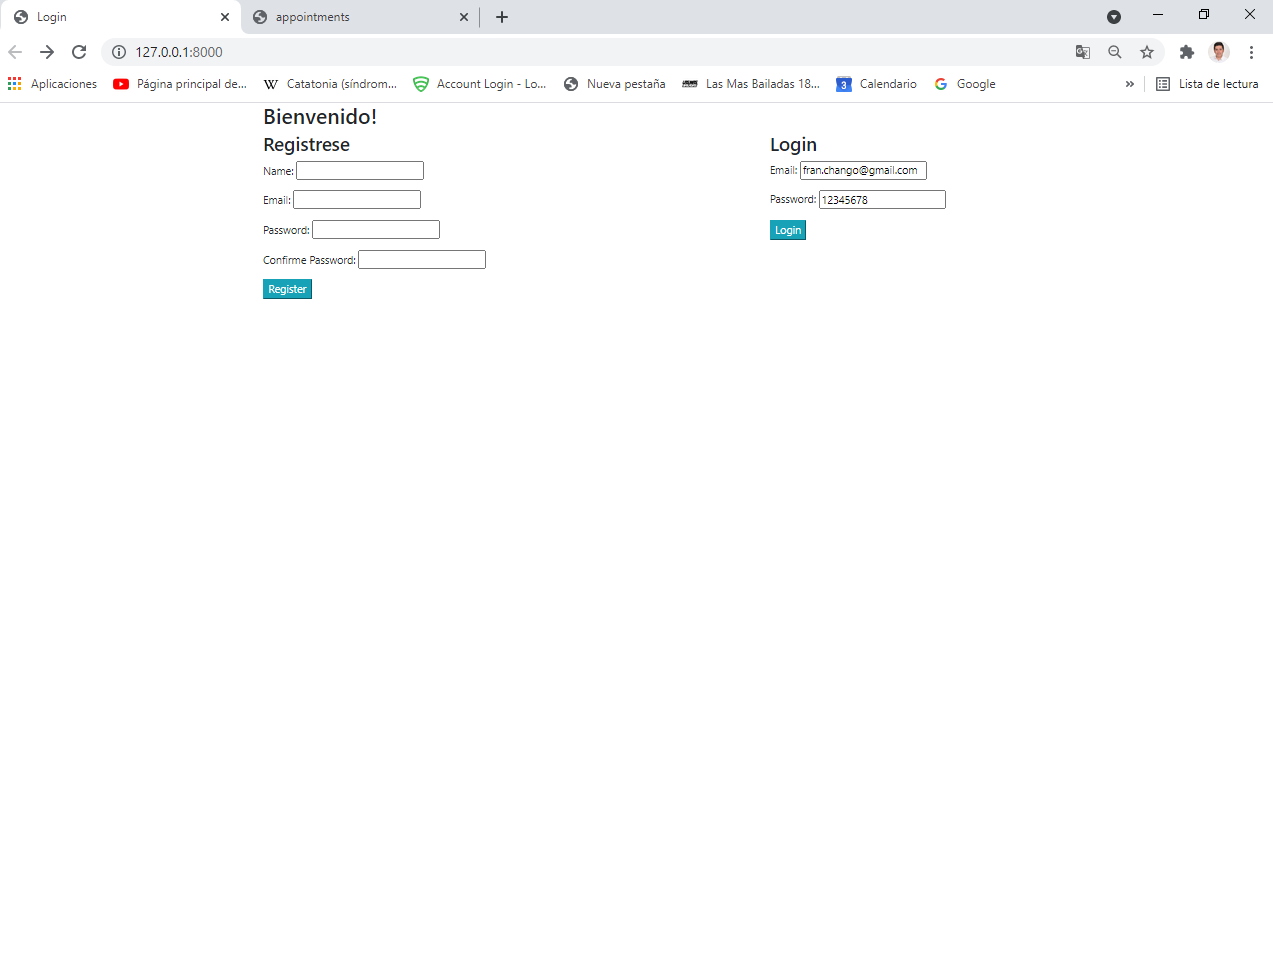 Login
appointments
127.0.0.1:8000
Aplicaciones
Página principal de...
W
Catatonia (síndrom...
Account Login - Lo...
Nueva pestaña
Las Mas Bailadas 18...
3
Calendario
G
Google
»
Lista de lectura
Bienvenido!
Registrese
Name:
Email:
Password:
Confirme Password:
Register
Login
Email: fran.chango@gmail.com
Password: 12345678
Login